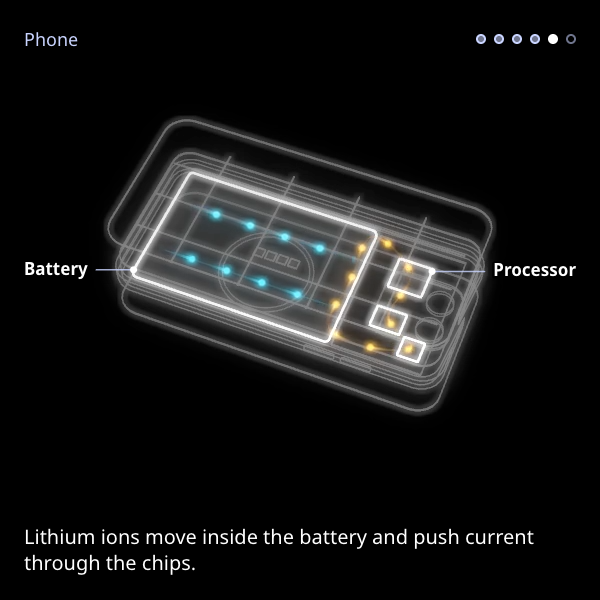 Phone
Battery
Processor
Lithium ions move inside the battery and push current
through the chips.